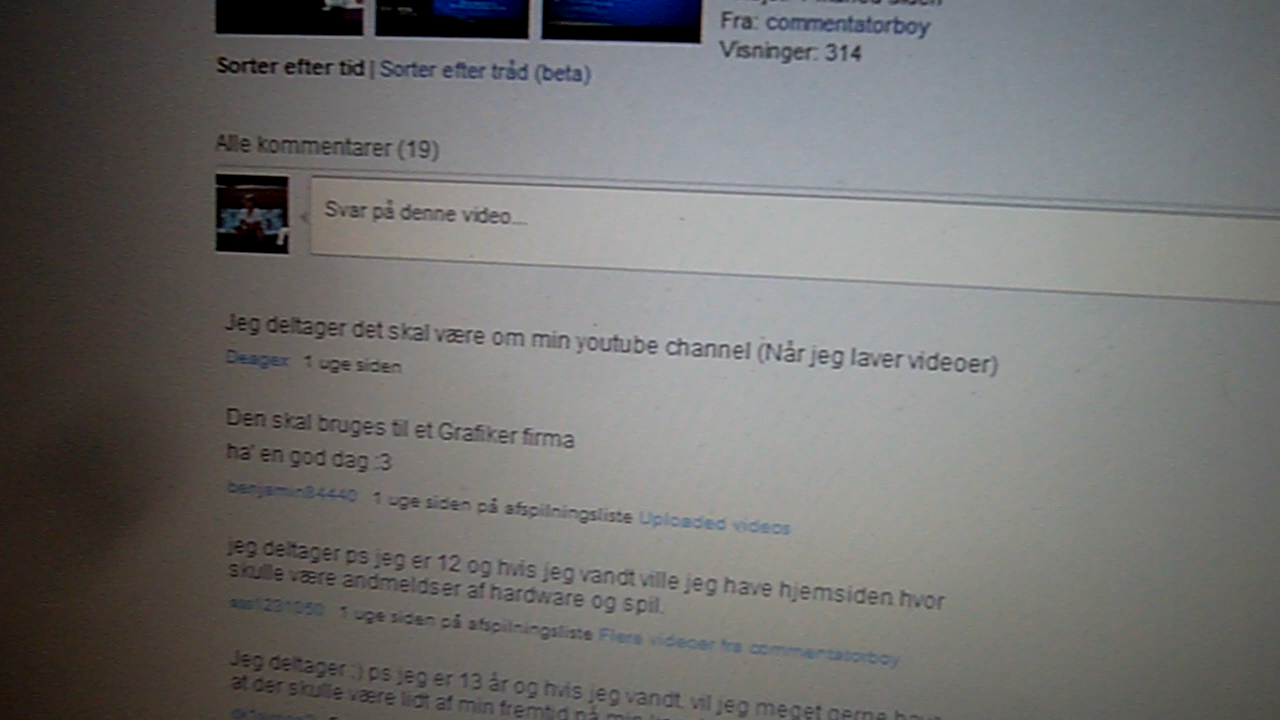 Fra: commentatorboy
Visninger: 314
Sorter efter tid | Sorter efter tråd (beta)
Alle kommentarer (19)
Svar på denne video...
Jeg deltager det skal være om min youtube channel (Når jeg laver videoer)
Deagex 1 uge siden
Den skal bruges til et Grafiker firma
ha' en god dag :3
benjamin84440 1 uge siden på afspilningsliste Uploaded videos
jeg deltager ps jeg er 12 og hvis jeg vandt ville jeg have hjemsiden hvor
skulle være andmeldser af hardware og spil.
1 uge siden på afspilningsliste Flere videoer fra commentatorboy
Jeg deltager ;) ps jeg er 13 år og hvis jeg vandt, vil jeg meget gerne
at der skulle være lidt af min fremtid på min